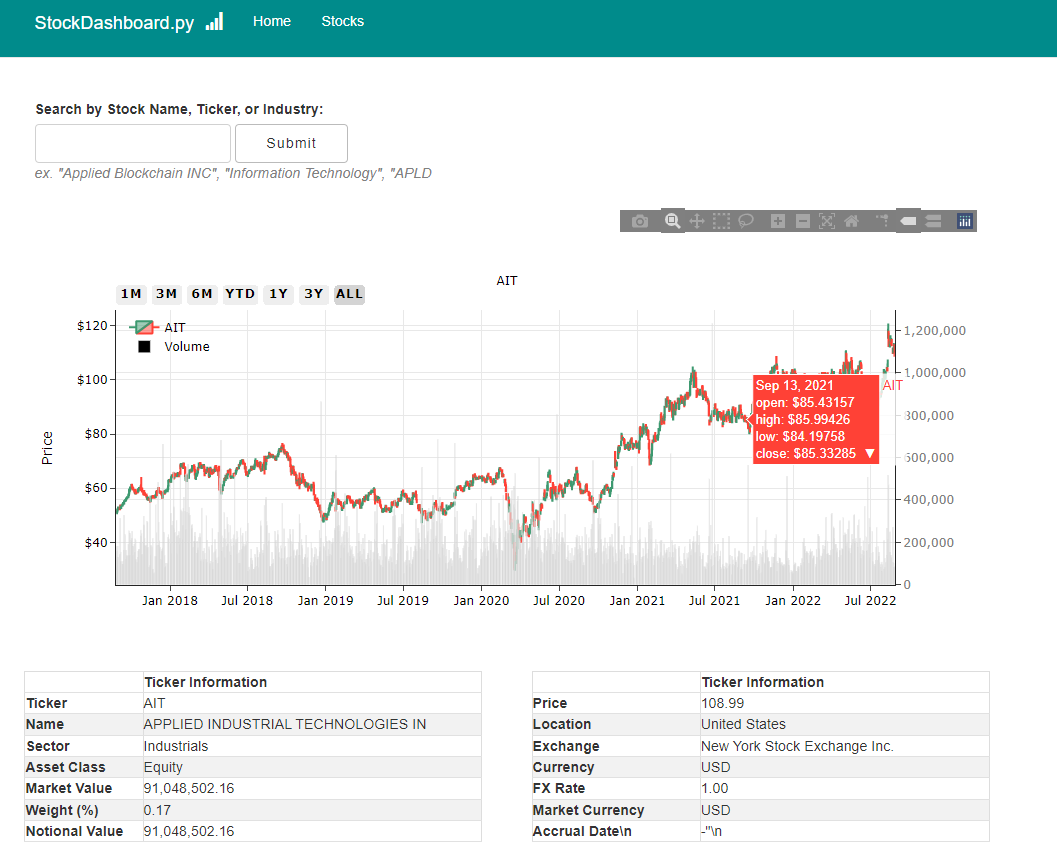 StockDashboard.py Home Stocks
Search by Stock Name, Ticker, or Industry:
Submit
ex. "Applied Blockchain INC", "Information Technology", "APLD
AIT
1M 3M 6M YTD 1Y 3Y ALL
AIT
Volume
Price
$120
$100
$80
$60
$40
1,200,000
1,000,000
800,000
600,000
400,000
200,000
0
Sep 13, 2021
open: $85.43157
high: $85.99426
low: $84.19758
close: $85.33285 ▼
AIT
Jan 2018 Jul 2018 Jan 2019 Jul 2019 Jan 2020 Jul 2020 Jan 2021 Jul 2021 Jan 2022 Jul 2022
Ticker Information
Ticker AIT
Name APPLIED INDUSTRIAL TECHNOLOGIES IN
Sector Industrials
Asset Class Equity
Market Value 91,048,502.16
Weight (%) 0.17
Notional Value 91,048,502.16
Ticker Information
Price 108.99
Location United States
Exchange New York Stock Exchange Inc.
Currency USD
FX Rate 1.00
Market Currency USD
Accrual Date\n -"\n